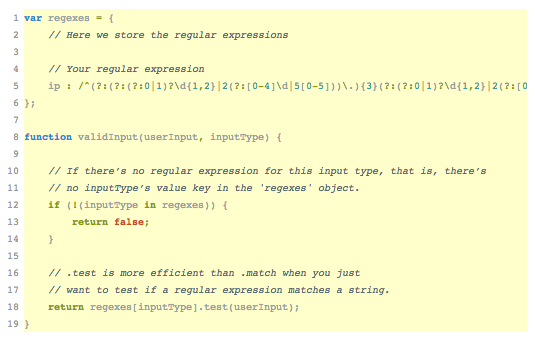 1 var regexes = {
2 // Here we store the regular expressions
3
4 // Your regular expression
5 ip : /^(?:(?:(?:0|1)?\d{1,2}|2(?:[0-4]\d|5[0-5]))\.){3}(?:(?:0|1)?\d{1,2}|2(?:[0
6 };
7
8 function validInput(userInput, inputType) {
9
10 // If there's no regular expression for this input type, that is, there's
11 // no inputType's value key in the 'regexes' object.
12 if (!(inputType in regexes)) {
13 return false;
14 }
15
16 // .test is more efficient than .match when you just
17 // want to test if a regular expression matches a string.
18 return regexes[inputType].test(userInput);
19 }